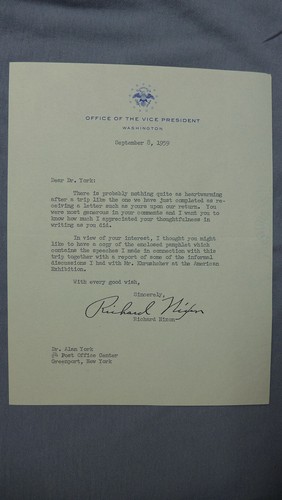 OFFICE OF THE VICE PRESIDENT
WASHINGTON
September 8, 1959
Dear Dr. York:
There is probably nothing quite as heartwarming
after a trip like the one we have just completed as re-
ceiving a letter such as yours upon our return. You
were most generous in your comments and I want you to
know how much I appreciated your thoughtfulness in
writing as you did.
In view of your interest, I thought you might
like to have a copy of the enclosed pamphlet which
contains the speeches I made in connection with this
trip together with a report of some of the informal
discussions I had with Mr. Khrushchev at the American
Exhibition.
With every good wish,
Sincerely,
Richard Nixon
Richard Nixon
Dr. Alan York
Post Office Center
Greenport, New York